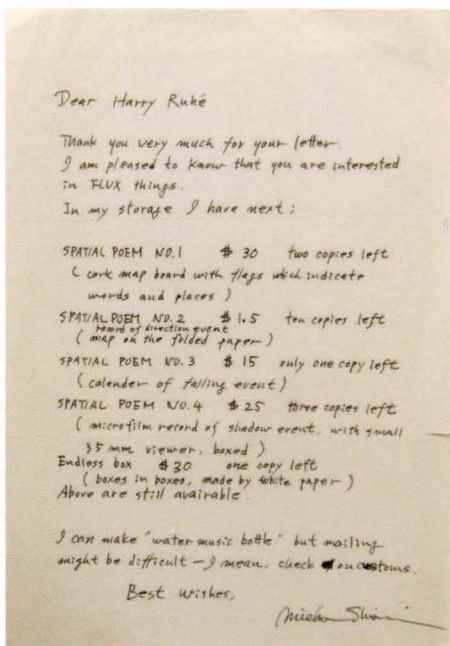 Dear Harry Ruhé
Thank you very much for your letter.
I am pleased to know that you are interested
in FLUX things.
In my storage I have next;
SPATIAL POEM NO.1 $ 30 two copies left
( cork map board with flags which indicate
words and places )
SPATIAL POEM NO.2 $ 1.5 ten copies left
record of direction event
( map on the folded paper )
SPATIAL POEM NO.3 $ 15 only one copy left
( calender of falling event )
SPATIAL POEM NO.4 $ 25 three copies left
( microfilm record of shadow event, with small
35 mm viewer, boxed )
Endless box $ 30 one copy left
( boxes in boxes, made by white paper )
Above are still avairable.
I can make "water music bottle" but mailing
might be difficult — I mean, check on customs.
Best wishes,
Mieko Shiomi